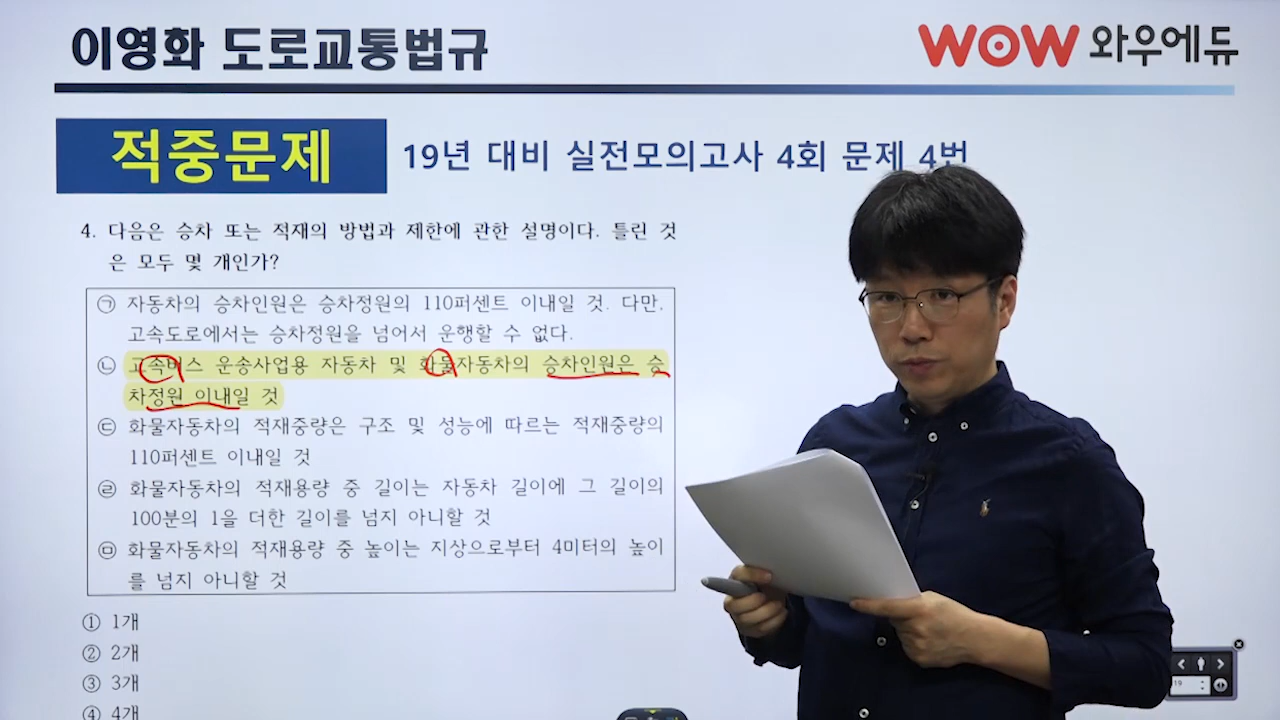 이영화 도로교통법규
WOW 와우에듀
적중문제
19년 대비 실전모의고사 4회 문제 4번
4. 다음은 승차 또는 적재의 방법과 제한에 관한 설명이다. 틀린 것
은 모두 몇 개인가?
㉠ 자동차의 승차인원은 승차정원의 110퍼센트 이내일 것. 다만,
고속도로에서는 승차정원을 넘어서 운행할 수 없다.
㉡ 고속버스 운송사업용 자동차 및 화물자동차의 승차인원은 승
차정원 이내일 것
㉢ 화물자동차의 적재중량은 구조 및 성능에 따르는 적재중량의
110퍼센트 이내일 것
㉣ 화물자동차의 적재용량 중 길이는 자동차 길이에 그 길이의
100분의 1을 더한 길이를 넘지 아니할 것
㉤ 화물자동차의 적재용량 중 높이는 지상으로부터 4미터의 높이
를 넘지 아니할 것
① 1개
② 2개
③ 3개
④ 4개
19